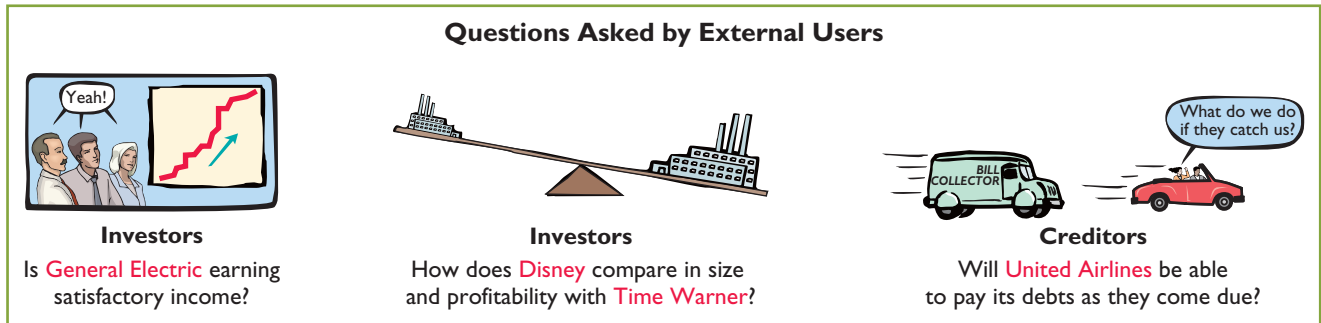 Questions Asked by External Users
Yeah!
What do we do
if they catch us?
BILL
COLLECTOR
Investors
Is General Electric earning
satisfactory income?
Investors
How does Disney compare in size
and profitability with Time Warner?
Creditors
Will United Airlines be able
to pay its debts as they come due?